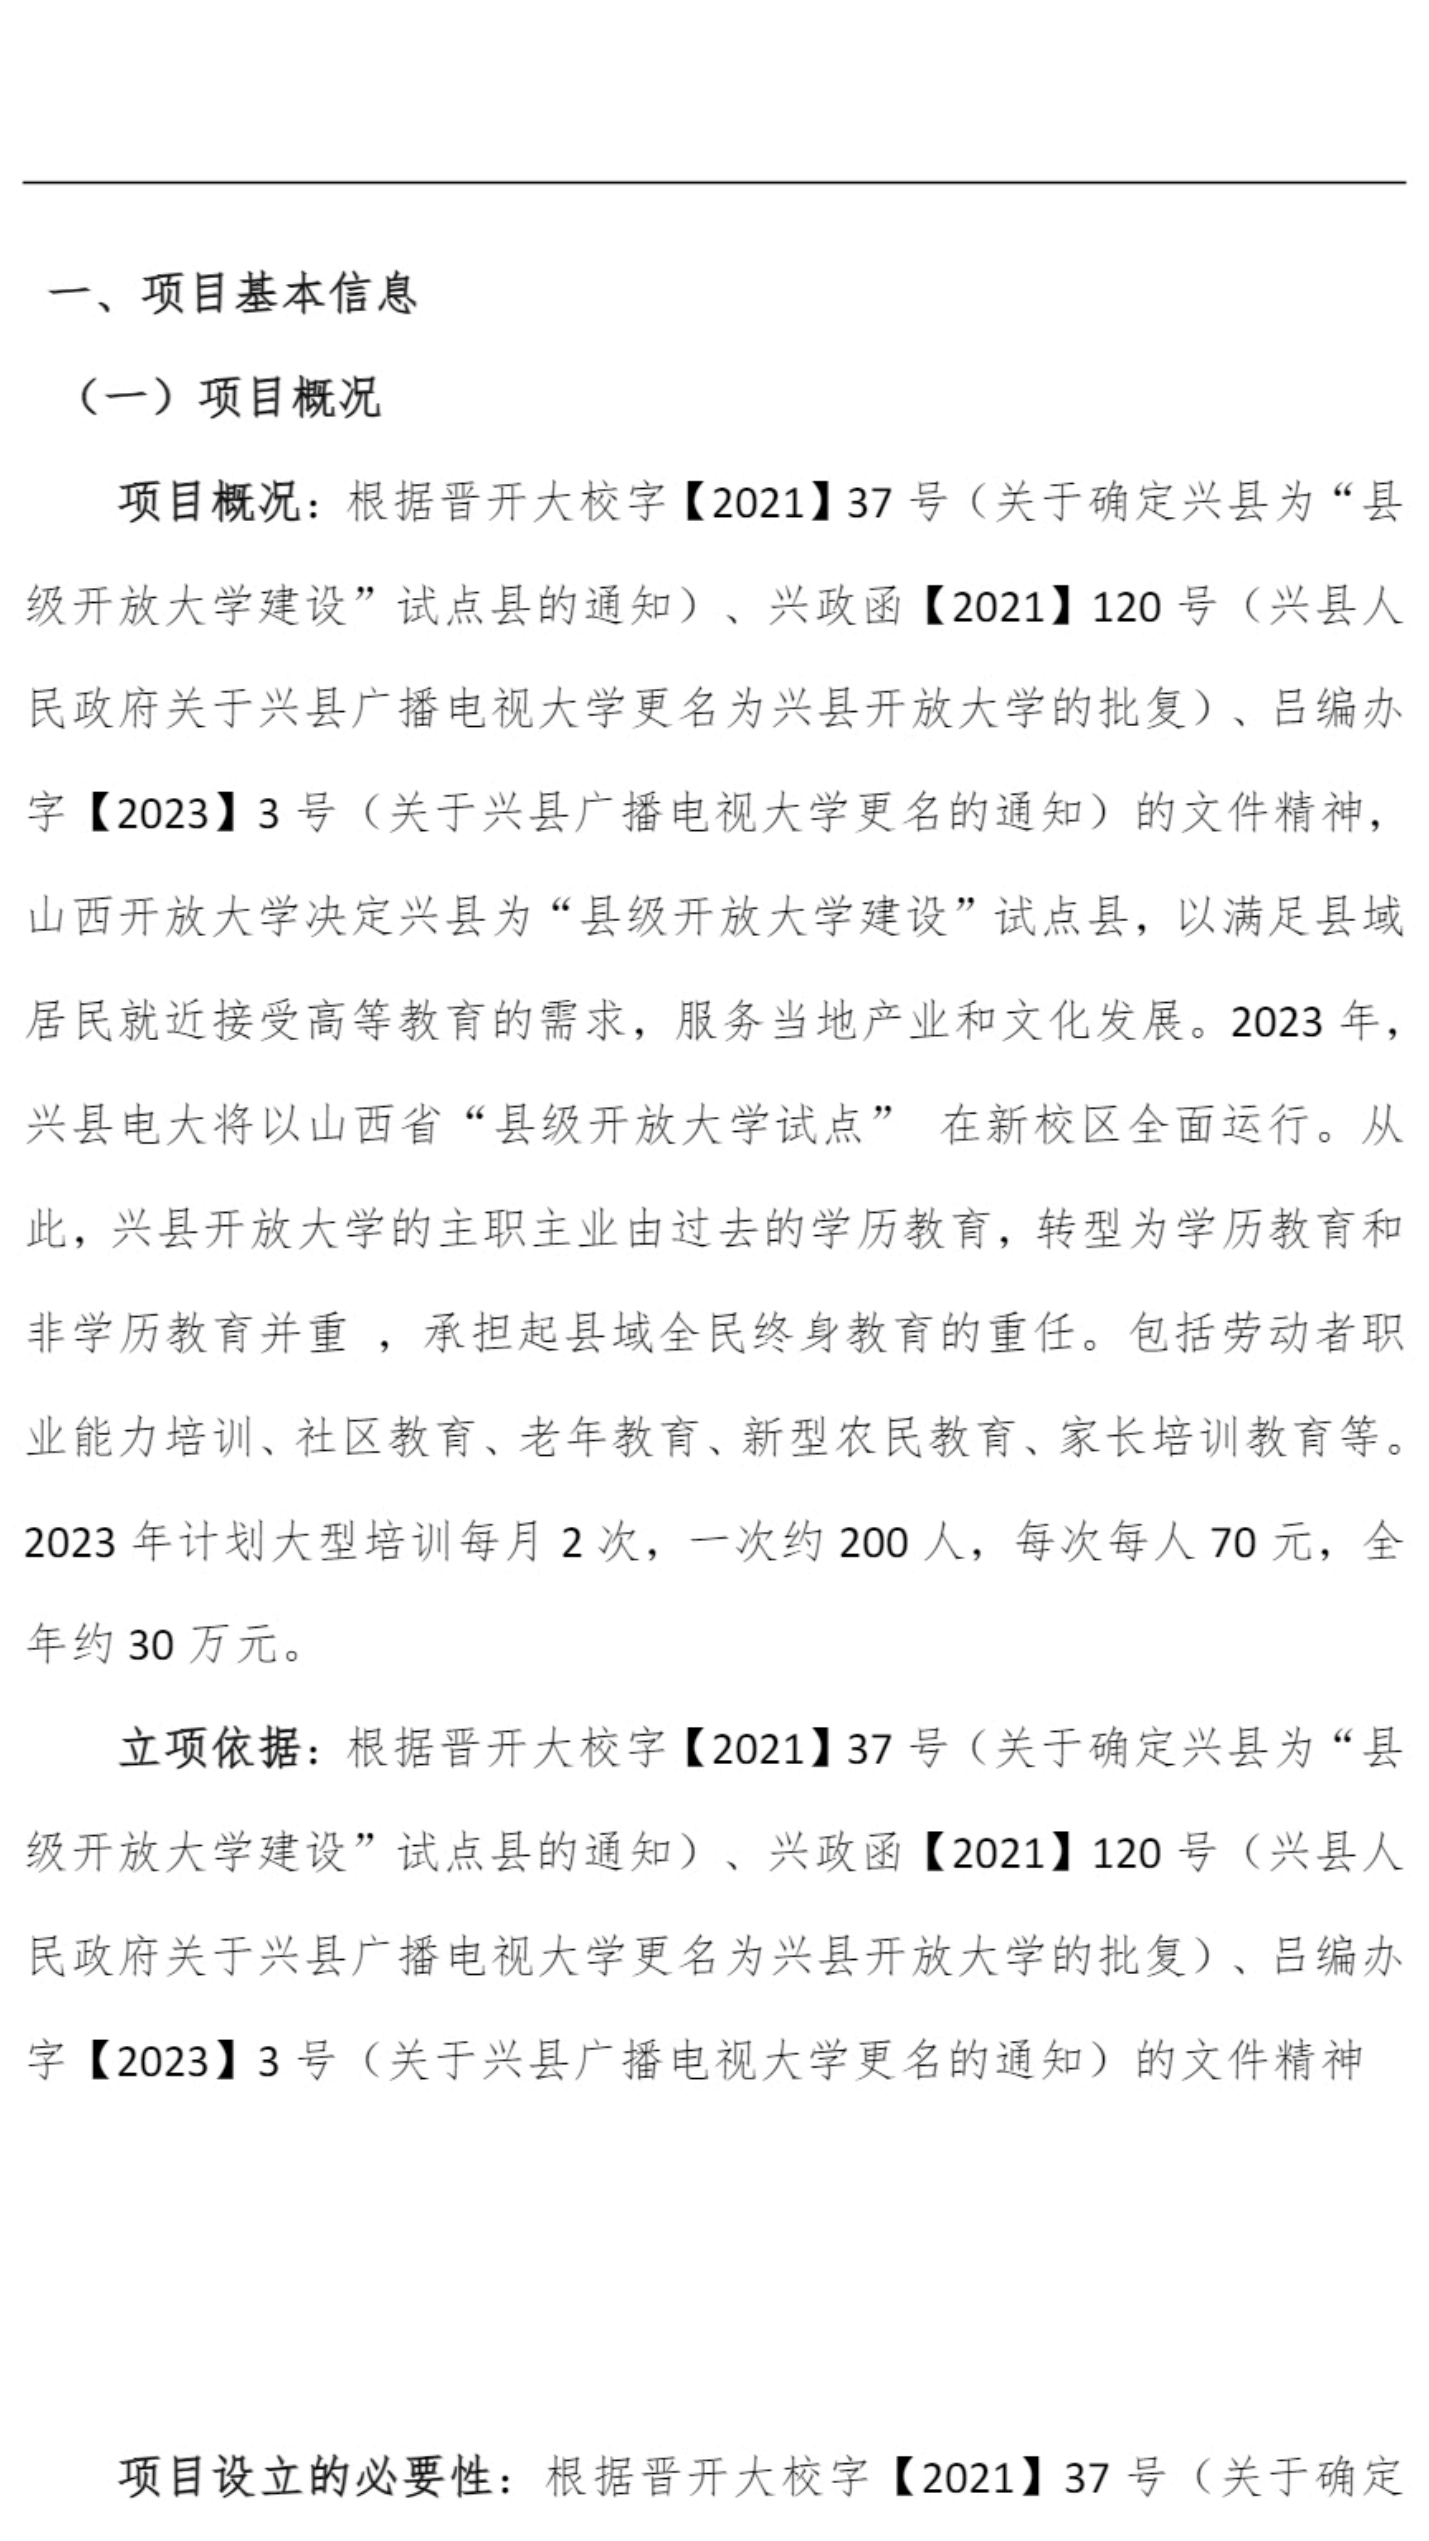 一、项目基本信息
（一）项目概况
项目概况：根据晋开大校字【2021】37 号（关于确定兴县为“县
级开放大学建设”试点县的通知）、兴政函【2021】120 号（兴县人
民政府关于兴县广播电视大学更名为兴县开放大学的批复）、吕编办
字【2023】3 号（关于兴县广播电视大学更名的通知）的文件精神，
山西开放大学决定兴县为“县级开放大学建设”试点县，以满足县域
居民就近接受高等教育的需求，服务当地产业和文化发展。2023 年，
兴县电大将以山西省“县级开放大学试点” 在新校区全面运行。从
此，兴县开放大学的主职主业由过去的学历教育，转型为学历教育和
非学历教育并重 ，承担起县域全民终身教育的重任。包括劳动者职
业能力培训、社区教育、老年教育、新型农民教育、家长培训教育等。
2023 年计划大型培训每月 2 次，一次约 200 人，每次每人 70 元，全
年约 30 万元。
立项依据：根据晋开大校字【2021】37 号（关于确定兴县为“县
级开放大学建设”试点县的通知）、兴政函【2021】120 号（兴县人
民政府关于兴县广播电视大学更名为兴县开放大学的批复）、吕编办
字【2023】3 号（关于兴县广播电视大学更名的通知）的文件精神
项目设立的必要性：根据晋开大校字【2021】37 号（关于确定